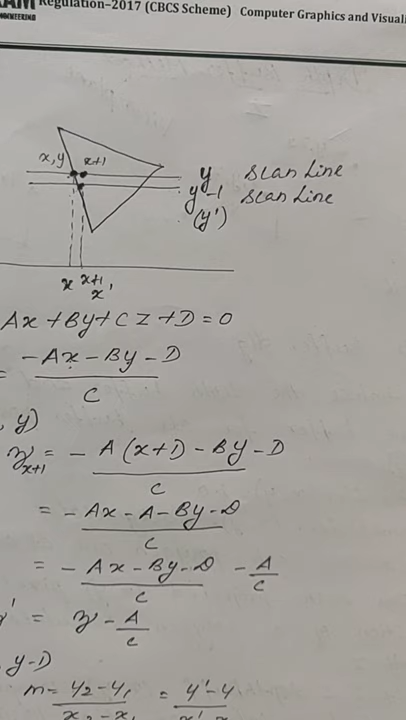 Regulation-2017 (CBCS Scheme) Computer Graphics and Visuali
x, y x+1 y Scan Line
y-1 Scan Line
(y')
x x+1
x'
Ax + By + CZ + D = 0
= -Ax - By - D
C
, y)
z x+1 = - A (x+1) - By - D
C
= - Ax - A - By - D
C
= - Ax - By - D - A
C C
' = z - A
C
, y-1)
m = y2 - y1 = y' - y
x2 - x1 x' - x